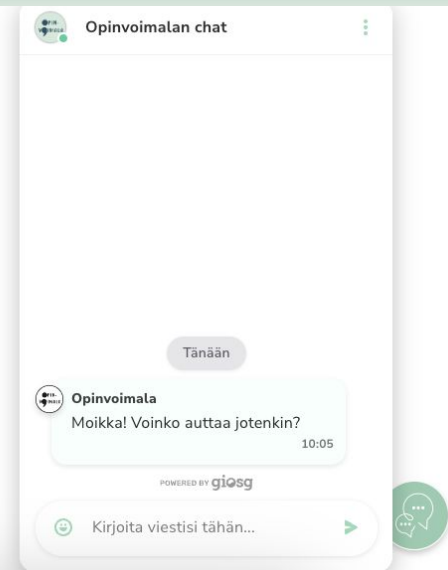 Opinvoimalan chat
Tänään
Opinvoimala
Moikka! Voinko auttaa jotenkin?
10:05
POWERED BY giosg
Kirjoita viestisi tähän...